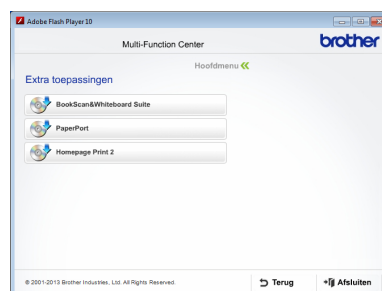 Adobe Flash Player 10
Multi-Function Center
brother
Hoofdmenu
Extra toepassingen
BookScan&Whiteboard Suite
PaperPort
Homepage Print 2
© 2001-2013 Brother Industries, Ltd. All Rights Reserved.
Terug
Afsluiten